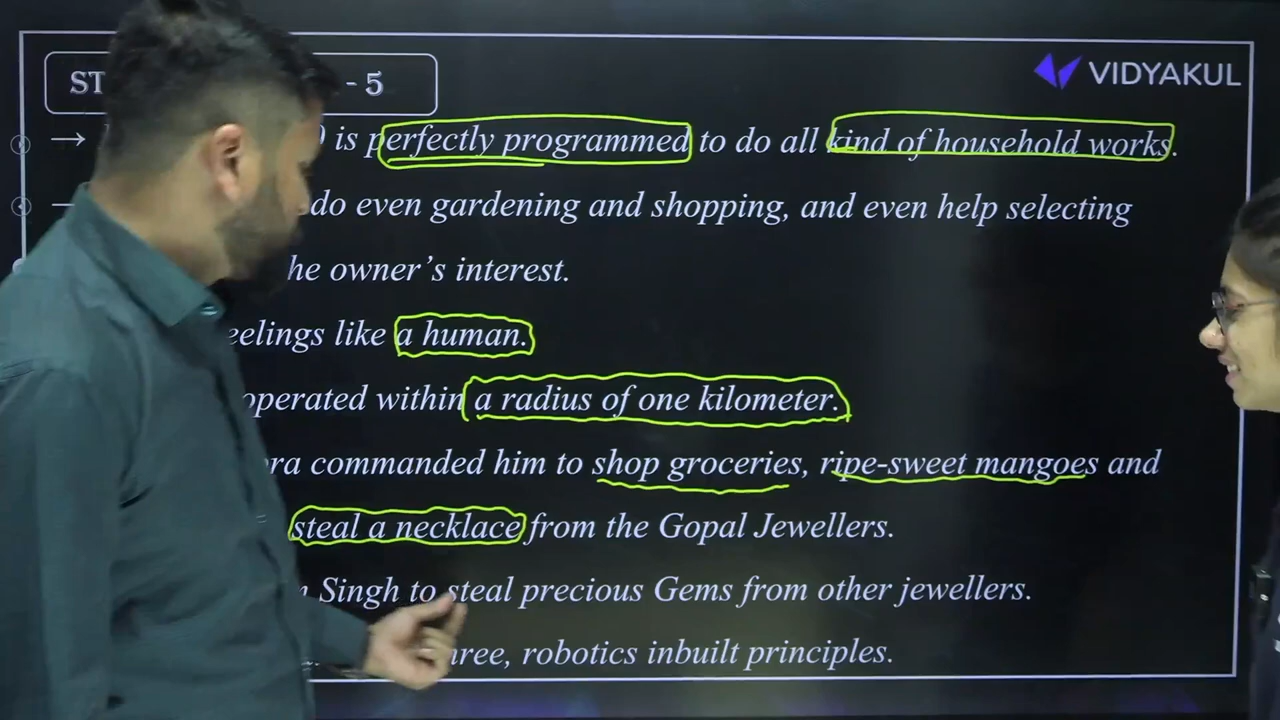 ST - 5
VIDYAKUL
→ is perfectly programmed to do all kind of household works.
do even gardening and shopping, and even help selecting
he owner's interest.
eelings like a human.
operated within a radius of one kilometer.
ra commanded him to shop groceries, ripe-sweet mangoes and
steal a necklace from the Gopal Jewellers.
Singh to steal precious Gems from other jewellers.
hree, robotics inbuilt principles.